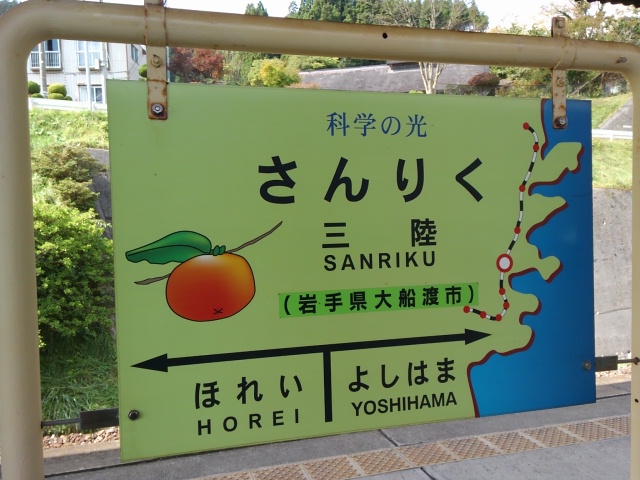 科学の光
さんりく
三陸
SANRIKU
(岩手県大船渡市)
ほれい
HOREI
よしはま
YOSHIHAMA